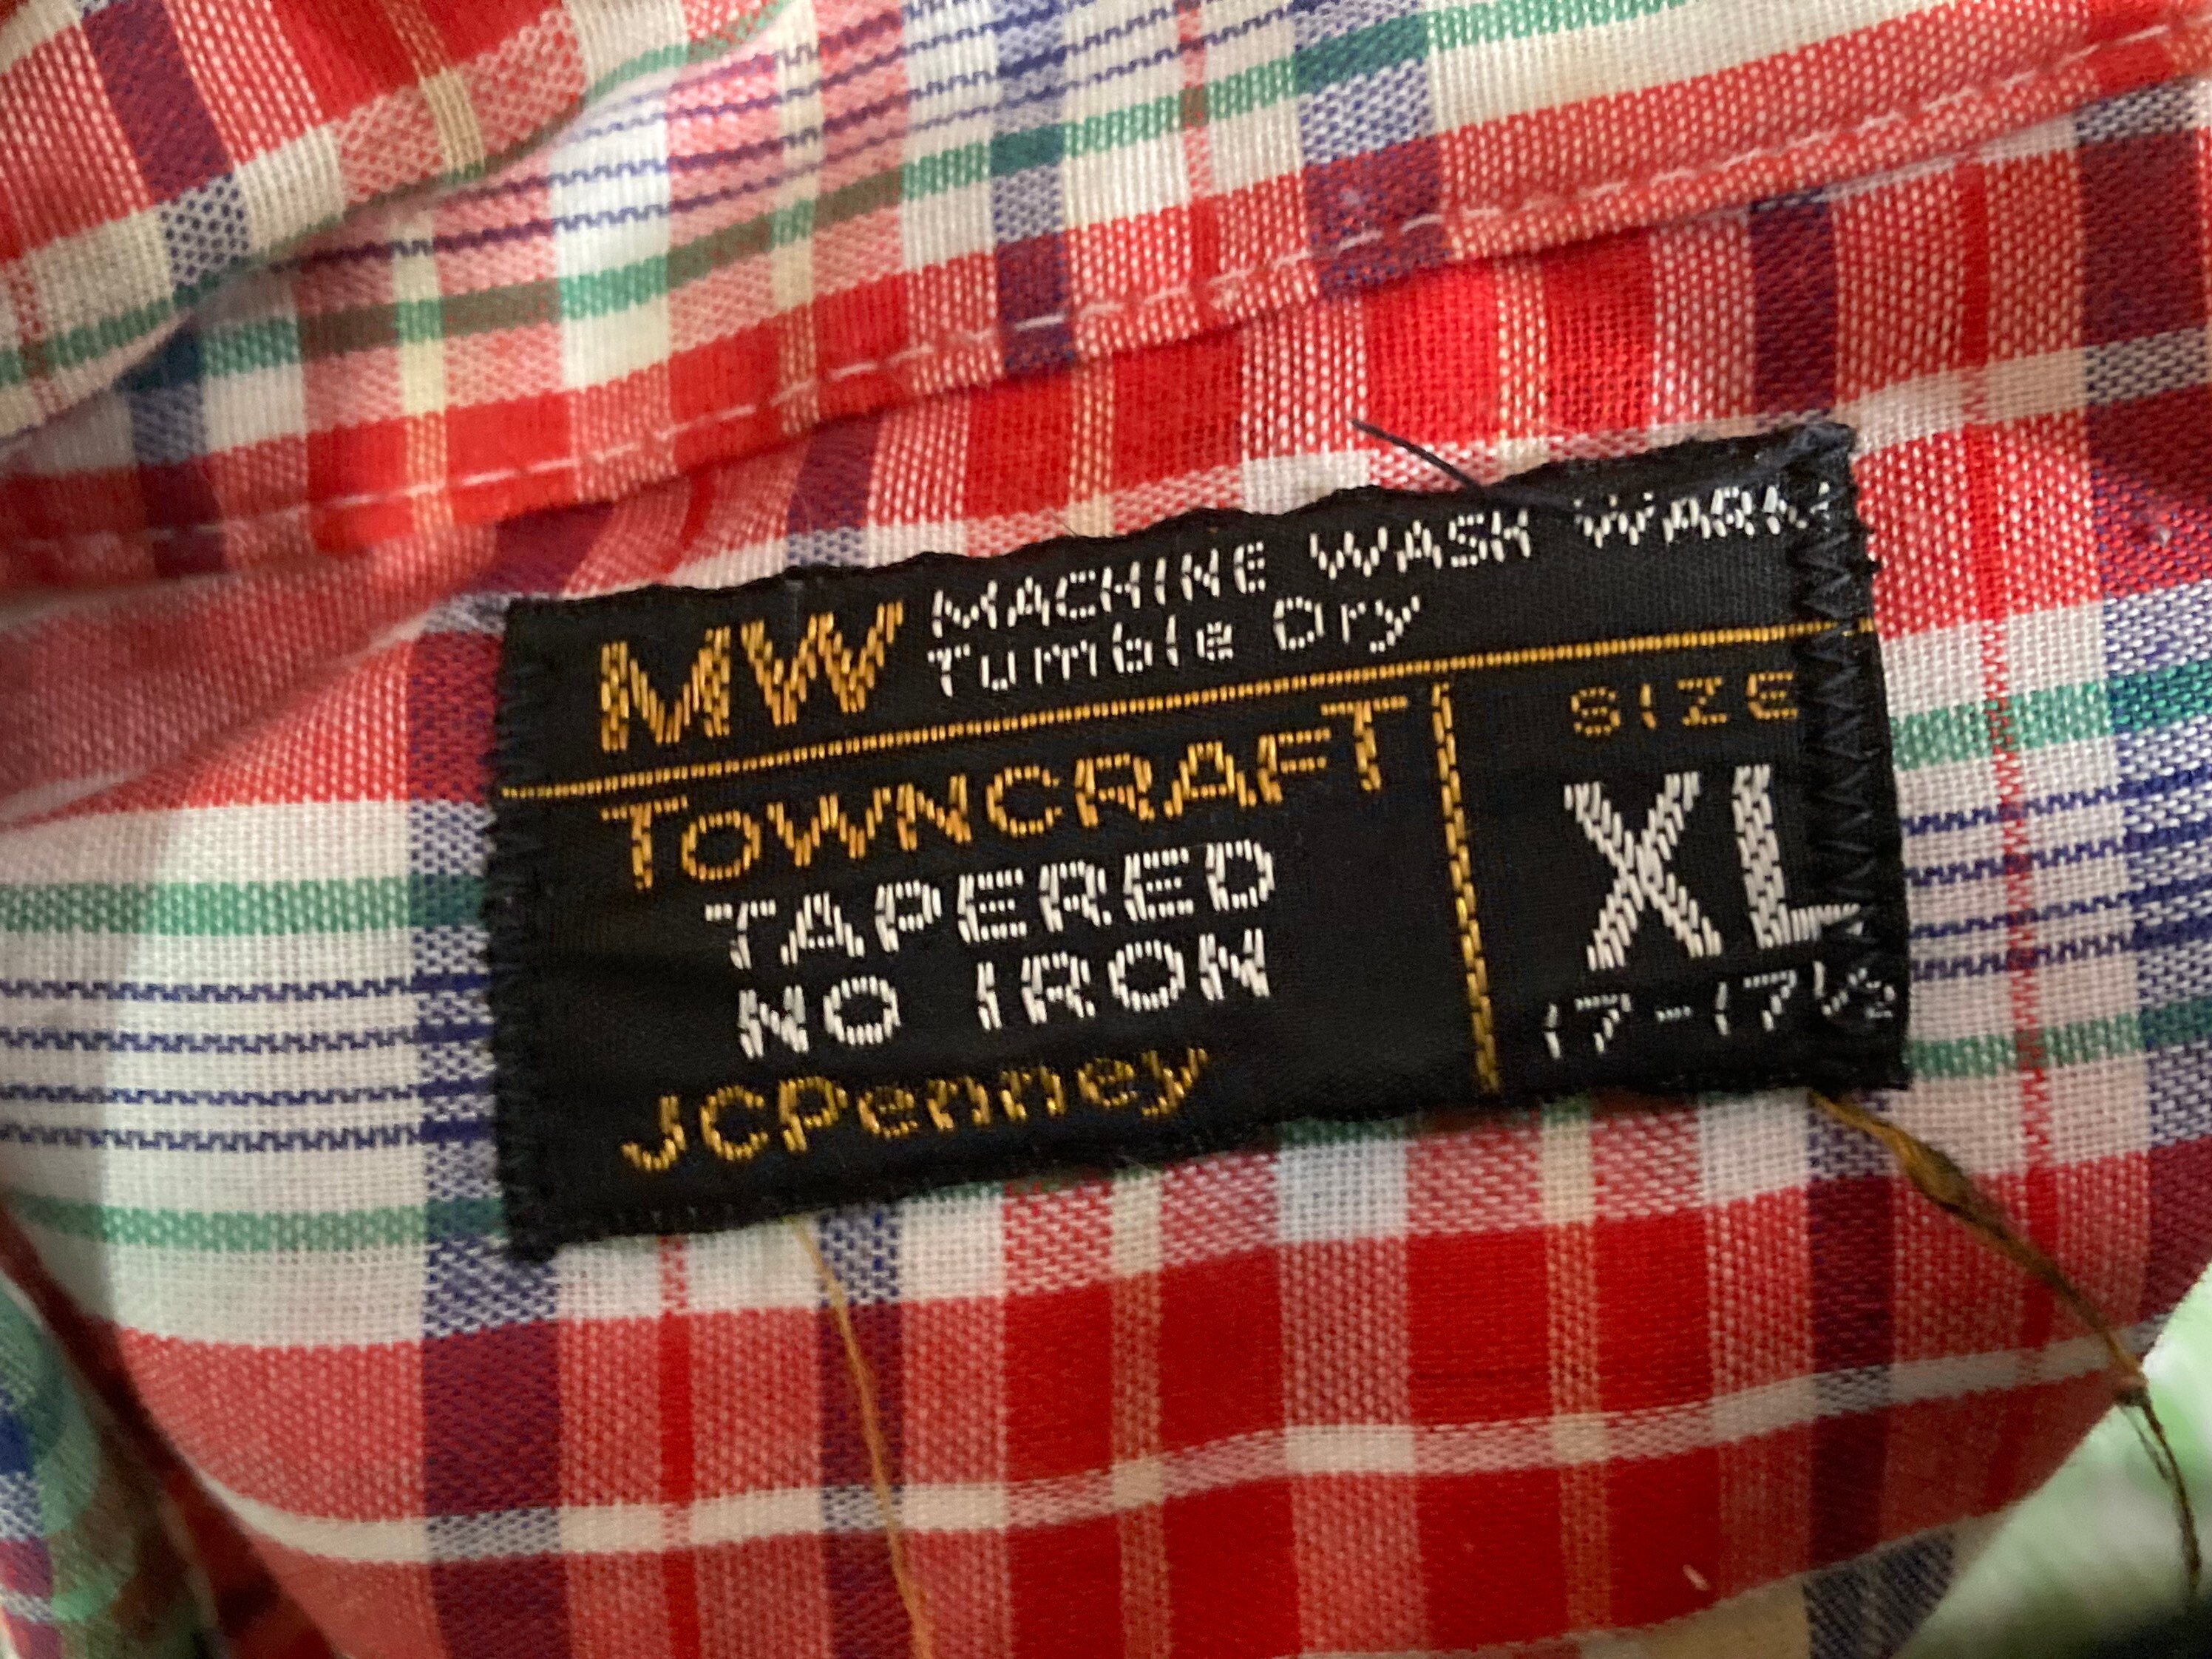 MW MACHINE WASH WARM
Tumble Dry
TOWNCRAFT
TAPERED
NO IRON
JCPenney
SIZE
XL
17-17½